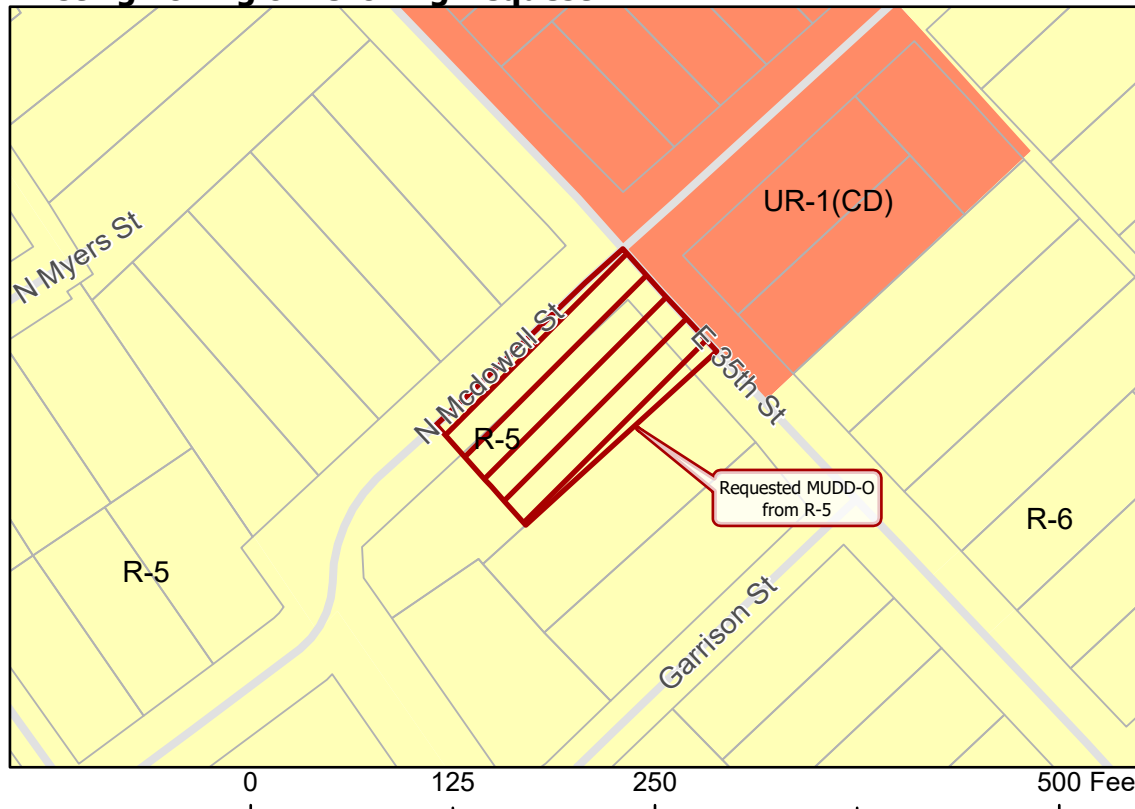 UR-1(CD)
N Myers St
N Mcdowell St
E 35th St
R-5
Requested MUDD-O
from R-5
R-6
R-5
Garrison St
0 125 250 500 Fee